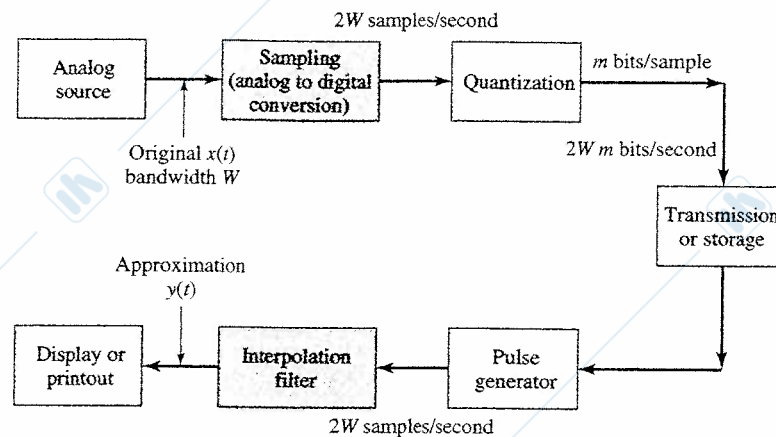 2W samples/second
Analog
source
Sampling
(analog to digital
conversion)
Quantization
m bits/sample
Original x(t)
bandwidth W
2W m bits/second
Transmission
or storage
Approximation
y(t)
Display or
printout
Interpolation
filter
Pulse
generator
2W samples/second